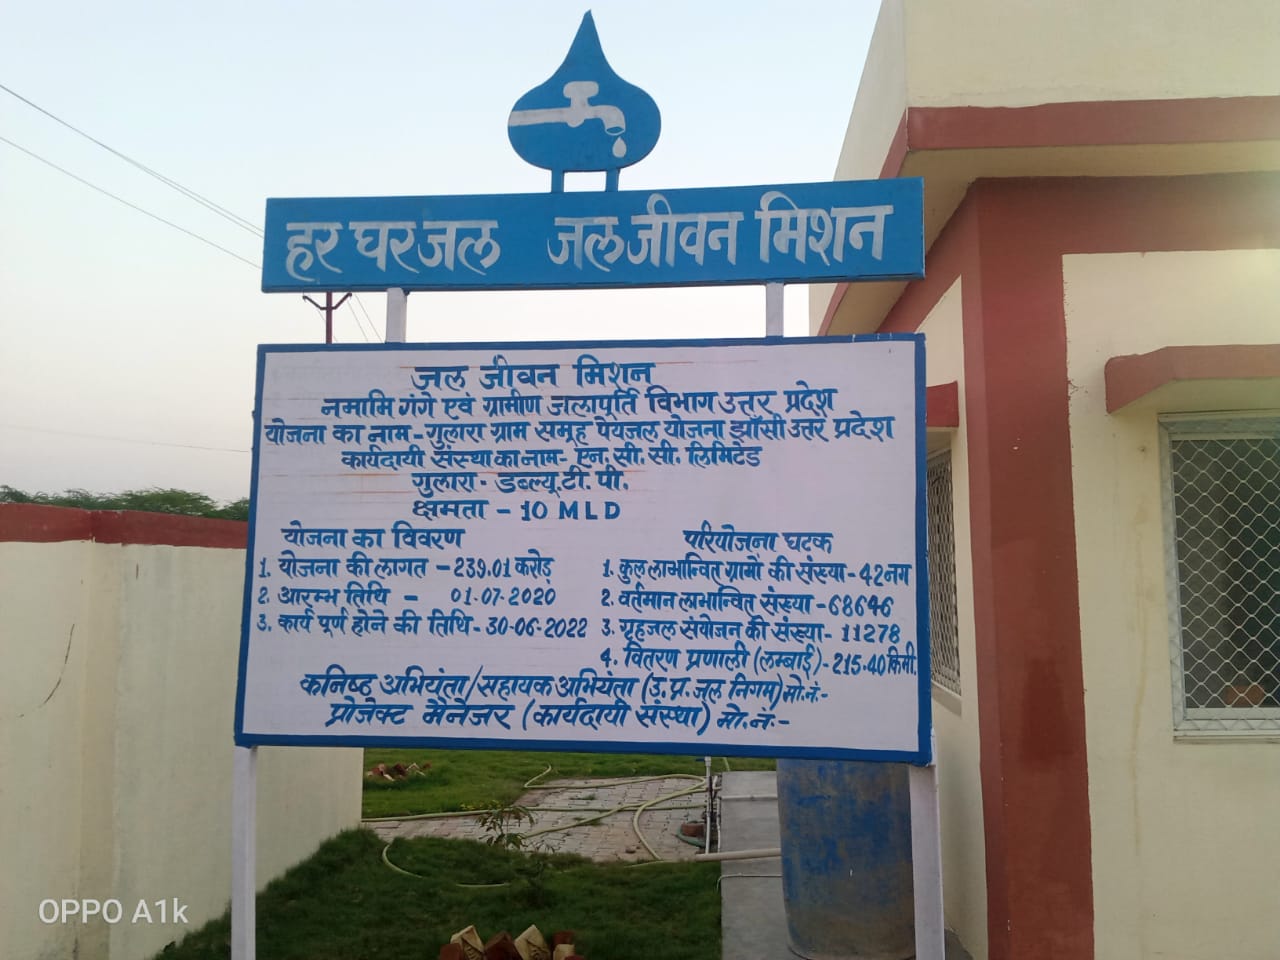 हर घर जल जल जीवन मिशन
जल जीवन मिशन
नमामि गंगे एवं ग्रामीण जलापूर्ति विभाग उत्तर प्रदेश
योजना का नाम - गुलारा ग्राम समूह पेयजल योजना झाँसी उत्तर प्रदेश
कार्यदायी संस्था का नाम - एन. सी. सी. लिमिटेड
गुलारा - डब्ल्यू. टी. पी.
क्षमता - 10 MLD
योजना का विवरण
1. योजना की लागत - 239.01 करोड़
2. आरम्भ तिथि - 01-07-2020
3. कार्य पूर्ण होने की तिथि - 30-06-2022
परियोजना घटक
1. कुल लाभान्वित ग्रामों की संख्या - 42 नग
2. वर्तमान लाभान्वित संख्या - 68646
3. गृहजल संयोजन की संख्या - 11278
4. वितरण प्रणाली (लम्बाई) - 215.40 किमी.
कनिष्ठ अभियंता/सहायक अभियंता (उ. प्र. जल निगम) मो. नं. -
प्रोजेक्ट मैनेजर (कार्यदायी संस्था) मो. नं. -
OPPO A1k